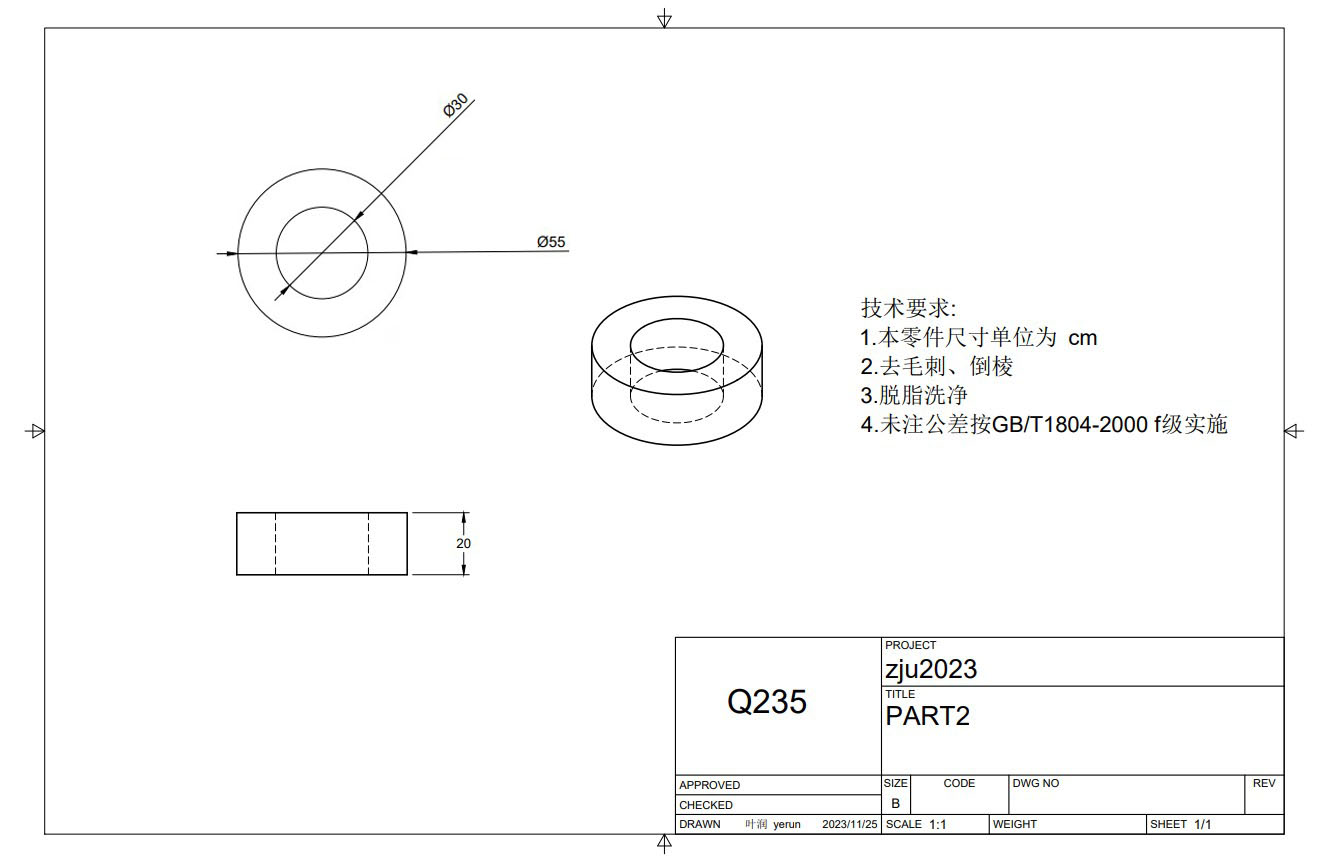 Ø30
Ø55
技术要求:
1.本零件尺寸单位为 cm
2.去毛刺、倒棱
3.脱脂洗净
4.未注公差按GB/T1804-2000 f级实施
20
Q235
PROJECT
zju2023
TITLE
PART2
APPROVED
CHECKED
DRAWN 叶润 yerun 2023/11/25
SIZE
B
CODE
DWG NO
REV
SCALE 1:1
WEIGHT
SHEET 1/1